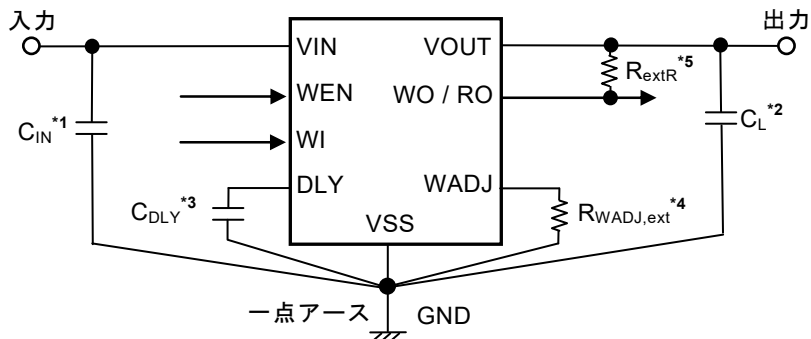 入力
出力
VIN
VOUT
WEN
WO / RO
RextR*5
WI
CIN*1
CL*2
DLY
WADJ
CDLY*3
RWADJ,ext*4
VSS
一点アース
GND